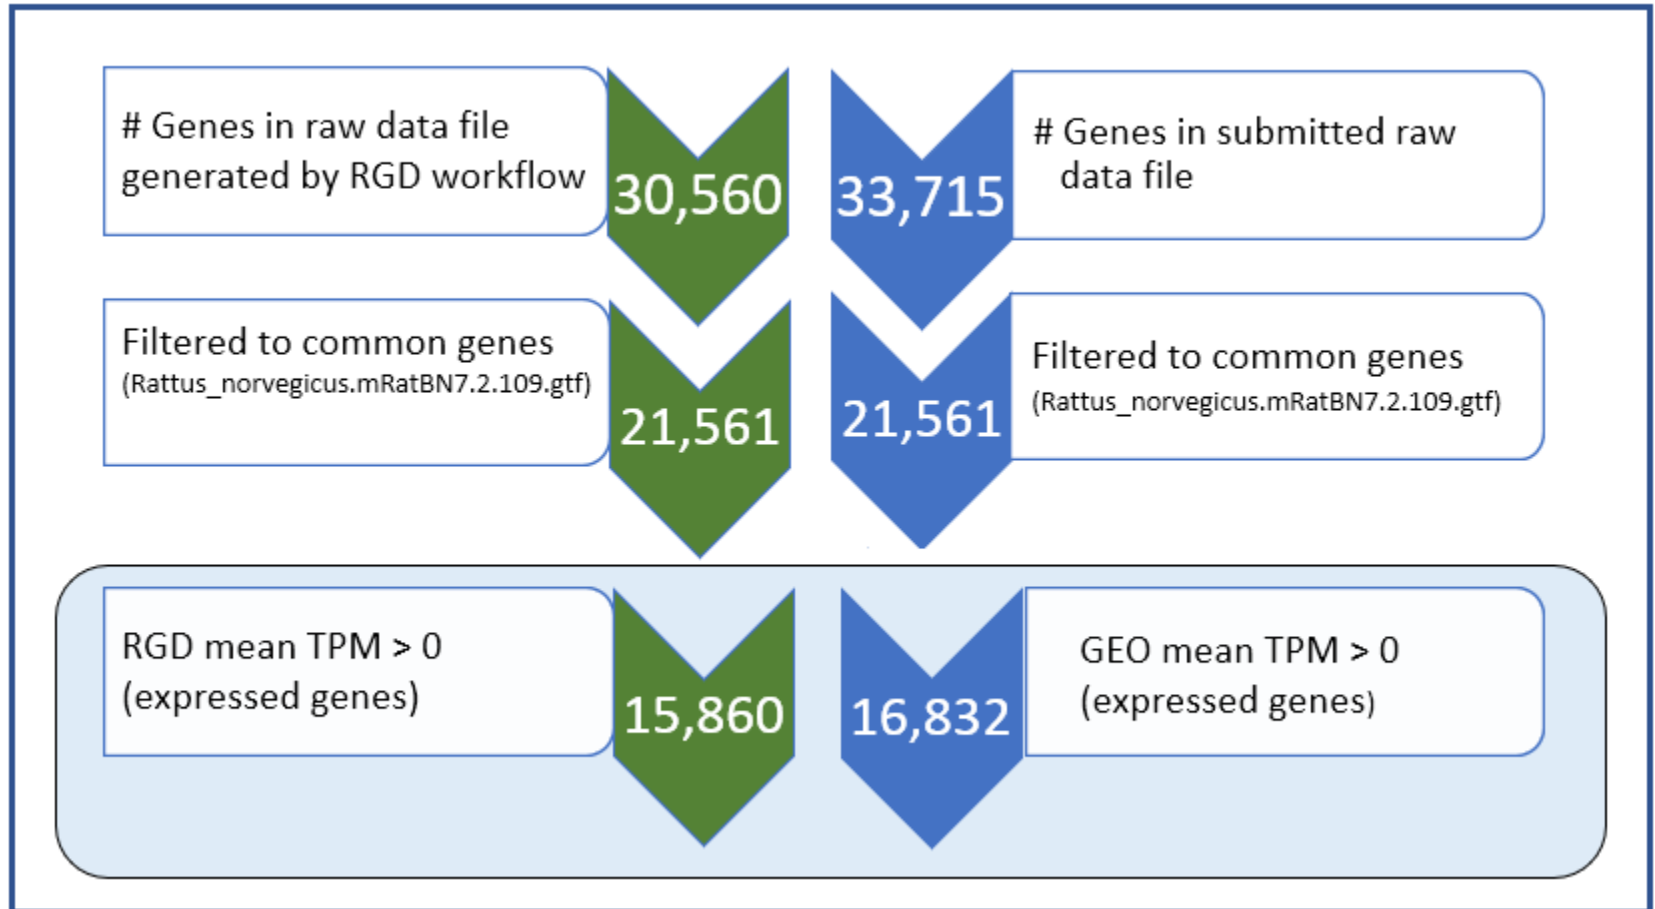 # Genes in raw data file
generated by RGD workflow
30,560
33,715
# Genes in submitted raw
data file
Filtered to common genes
(Rattus_norvegicus.mRatBN7.2.109.gtf)
21,561
21,561
Filtered to common genes
(Rattus_norvegicus.mRatBN7.2.109.gtf)
RGD mean TPM > 0
(expressed genes)
15,860
16,832
GEO mean TPM > 0
(expressed genes)